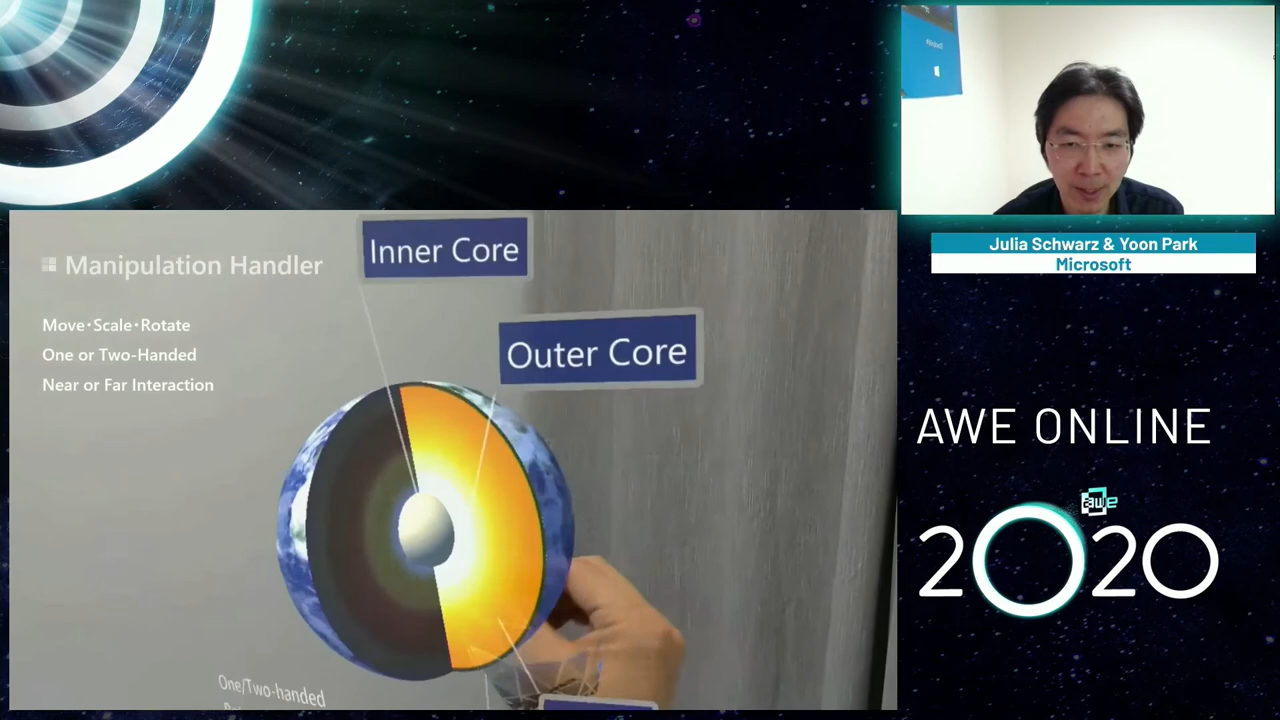 Manipulation Handler
Move·Scale·Rotate
One or Two-Handed
Near or Far Interaction
Inner Core
Outer Core
One/Two-handed
Julia Schwarz & Yoon Park
Microsoft
AWE ONLINE
awe
2020